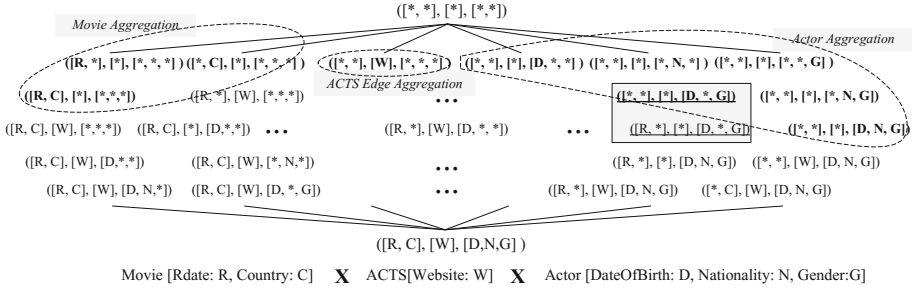 ([*, *], [*], [*,*])
Movie Aggregation
Actor Aggregation
([R, *], [*], [*, *, *] ) ([*, C], [*], [*, *, *] ) ([*, *], [W], [*, *, *] ) ([*, *], [*], [D, *, *] ) ([*, *], [*], [*, N, *] ) ([*, *], [*], [*, *, G] )
ACTS Edge Aggregation
([R, C], [*], [*,*,*]) ([R, *], [W], [*,*,*]) ... ([*, *], [*], [D, *, G]) ([*, *], [*], [*, N, G])
([R, C], [W], [*,*,*]) ([R, C], [*], [D,*,*]) ... ([R, *], [W], [D, *, *]) ... ([R, *], [*], [D, *, G]) ([*, *], [*], [D, N, G])
([R, C], [W], [D,*,*]) ([R, C], [W], [*, N,*]) ... ([R, *], [*], [D, N, G]) ([*, *], [W], [D, N, G])
([R, C], [W], [D, N,*]) ([R, C], [W], [D, *, G]) ... ([R, *], [W], [D, N, G]) ([*, C], [W], [D, N, G])
([R, C], [W], [D,N,G] )
Movie [Rdate: R, Country: C] X ACTS[Website: W] X Actor [DateOfBirth: D, Nationality: N, Gender:G]